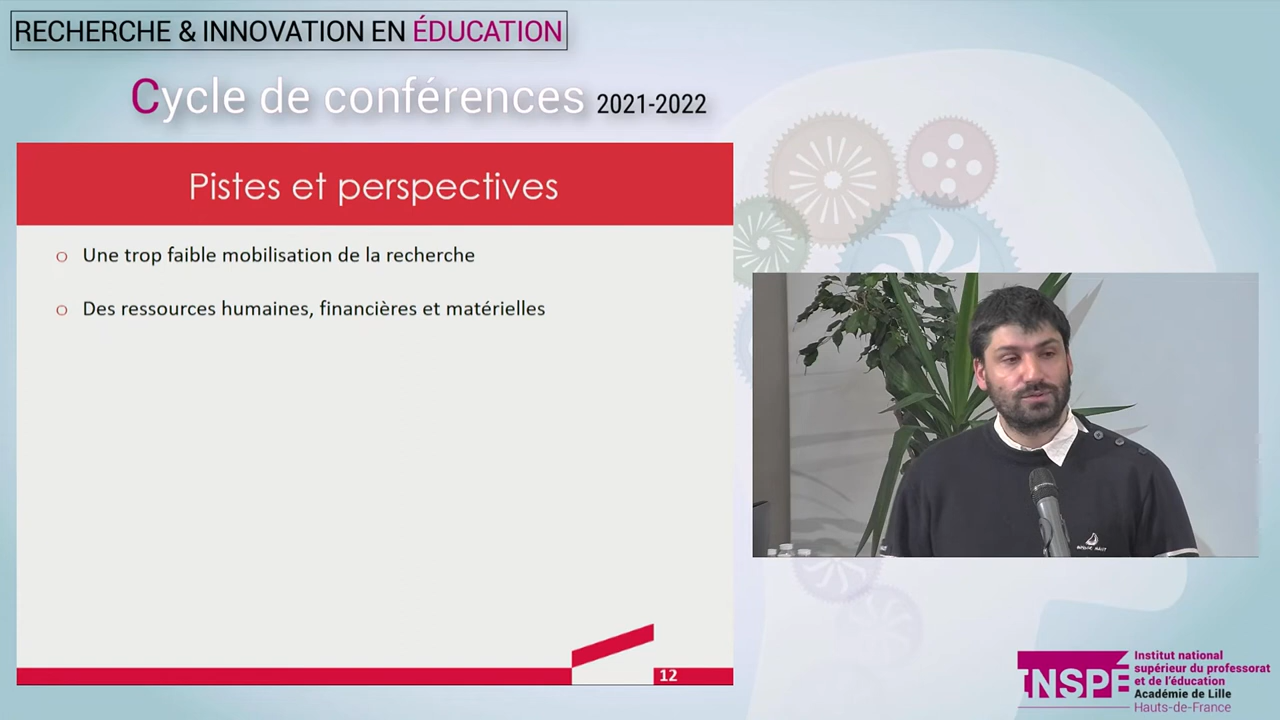 RECHERCHE & INNOVATION EN ÉDUCATION
Cycle de conférences 2021-2022
Pistes et perspectives
o Une trop faible mobilisation de la recherche
o Des ressources humaines, financières et matérielles
12
INSPÉ
Institut national
supérieur du professorat
et de l'éducation
Académie de Lille
Hauts-de-France